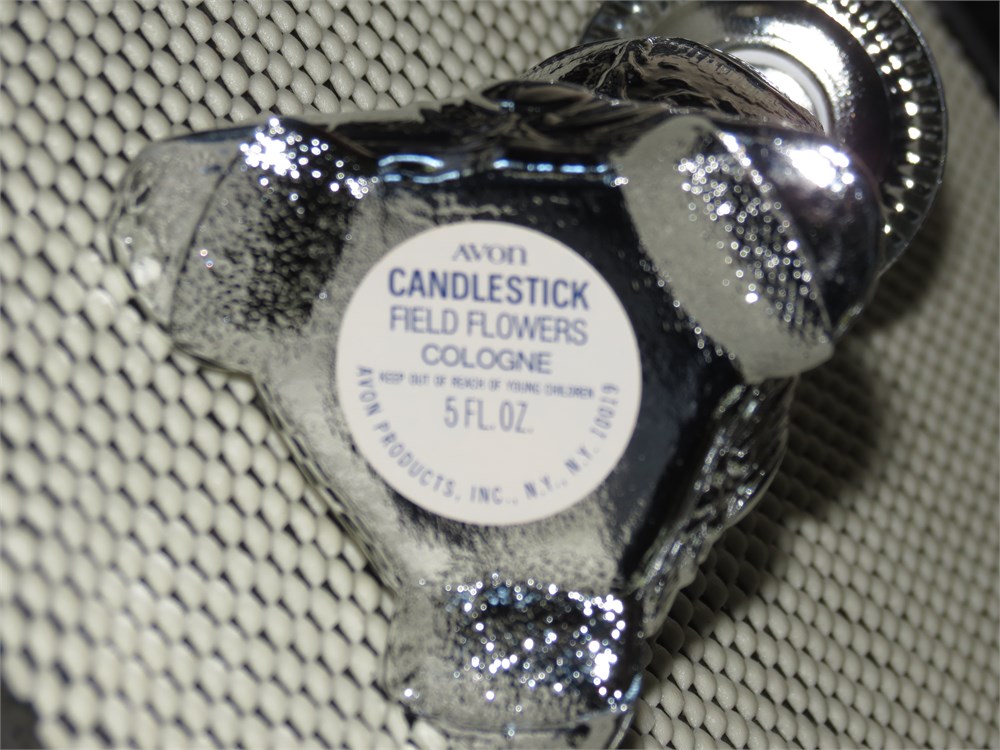 AVON
CANDLESTICK
FIELD FLOWERS
COLOGNE
KEEP OUT OF REACH OF YOUNG CHILDREN
5 FL. OZ.
AVON PRODUCTS, INC., N.Y., N.Y. 10019